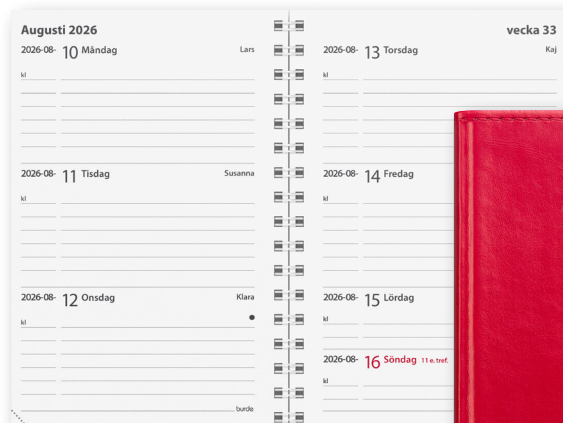 Augusti 2026
2026-08- 10 Måndag Lars
kl
2026-08- 11 Tisdag Susanna
kl
2026-08- 12 Onsdag Klara
kl
burde
vecka 33
2026-08- 13 Torsdag Kaj
kl
2026-08- 14 Fredag
kl
2026-08- 15 Lördag
kl
2026-08- 16 Söndag 11 e. tref.
kl